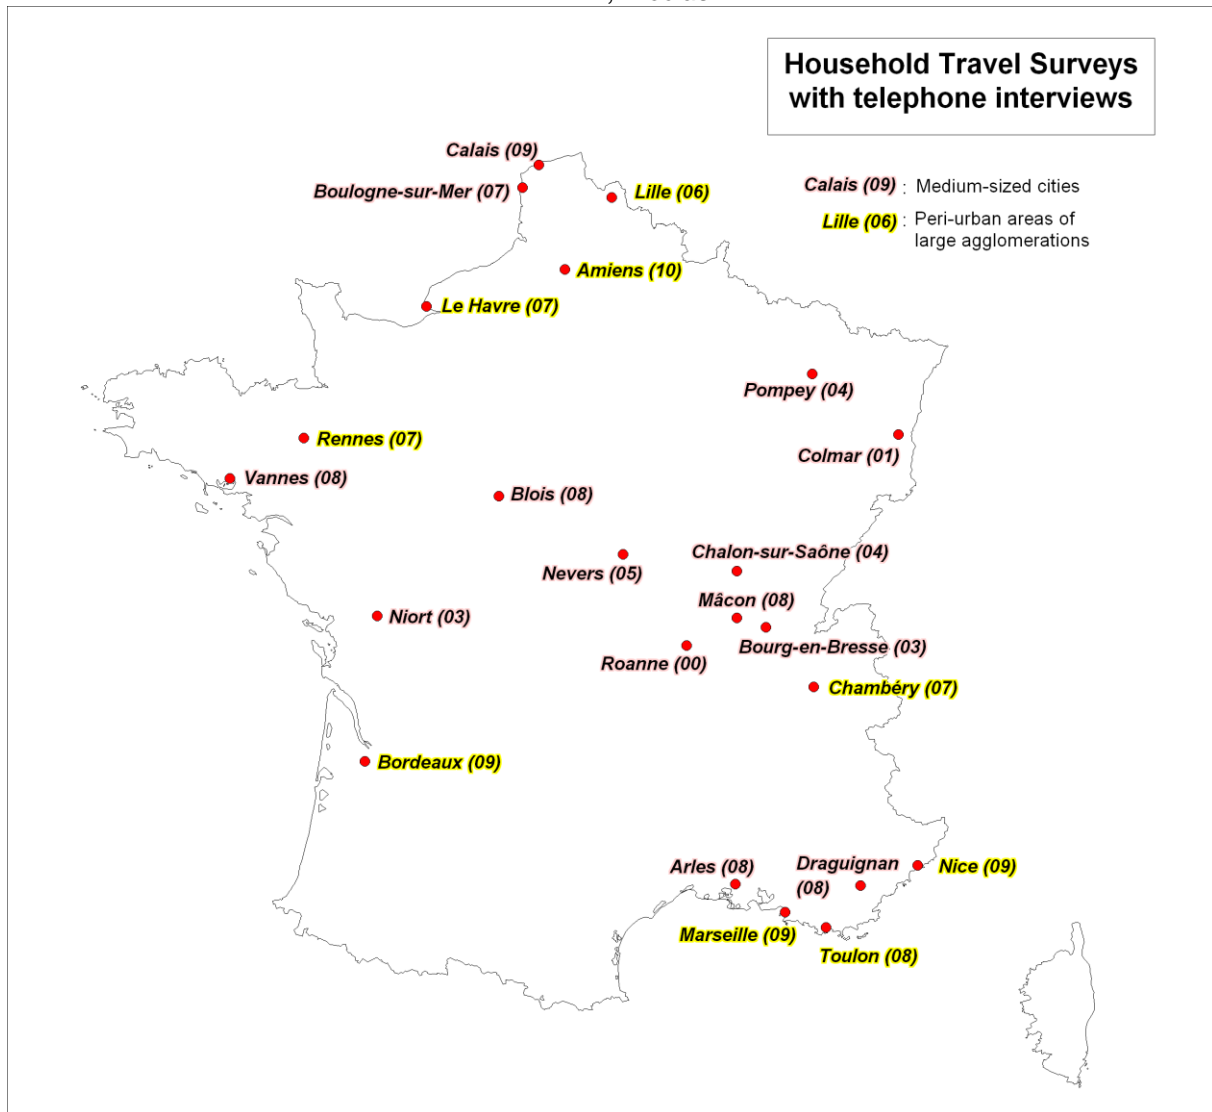 Household Travel Surveys
with telephone interviews
Calais (09)
Boulogne-sur-Mer (07)
Lille (06)
Calais (09) : Medium-sized cities
Lille (06) : Peri-urban areas of
large agglomerations
Amiens (10)
Le Havre (07)
Pompey (04)
Rennes (07)
Colmar (01)
Vannes (08)
Blois (08)
Chalon-sur-Saône (04)
Nevers (05)
Mâcon (08)
Niort (03)
Bourg-en-Bresse (03)
Roanne (00)
Chambéry (07)
Bordeaux (09)
Arles (08)
Draguignan
(08)
Nice (09)
Marseille (09)
Toulon (08)